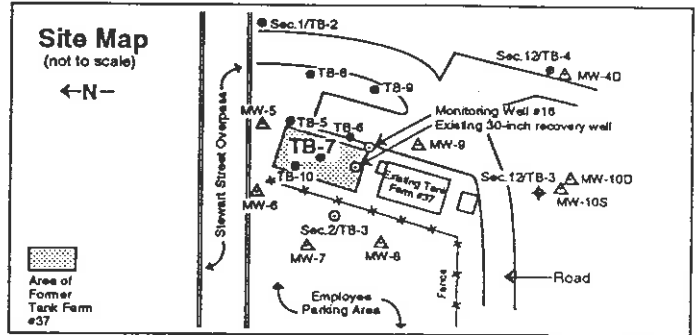 Site Map
(not to scale)
←N–
Stewart Street Overpass
Sec.1/TB-2
TB-8
TB-9
Sec.12/TB-4
MW-4D
MW-5
TB-5
TB-6
Monitoring Well #16
Existing 30-inch recovery well
MW-9
TB-7
TB-10
Existing Tank
Farm #37
Sec.12/TB-3
MW-10D
MW-10S
MW-6
Sec.2/TB-3
MW-7
MW-8
Fence
Road
Area of
Former
Tank Farm
#37
Employee
Parking Area